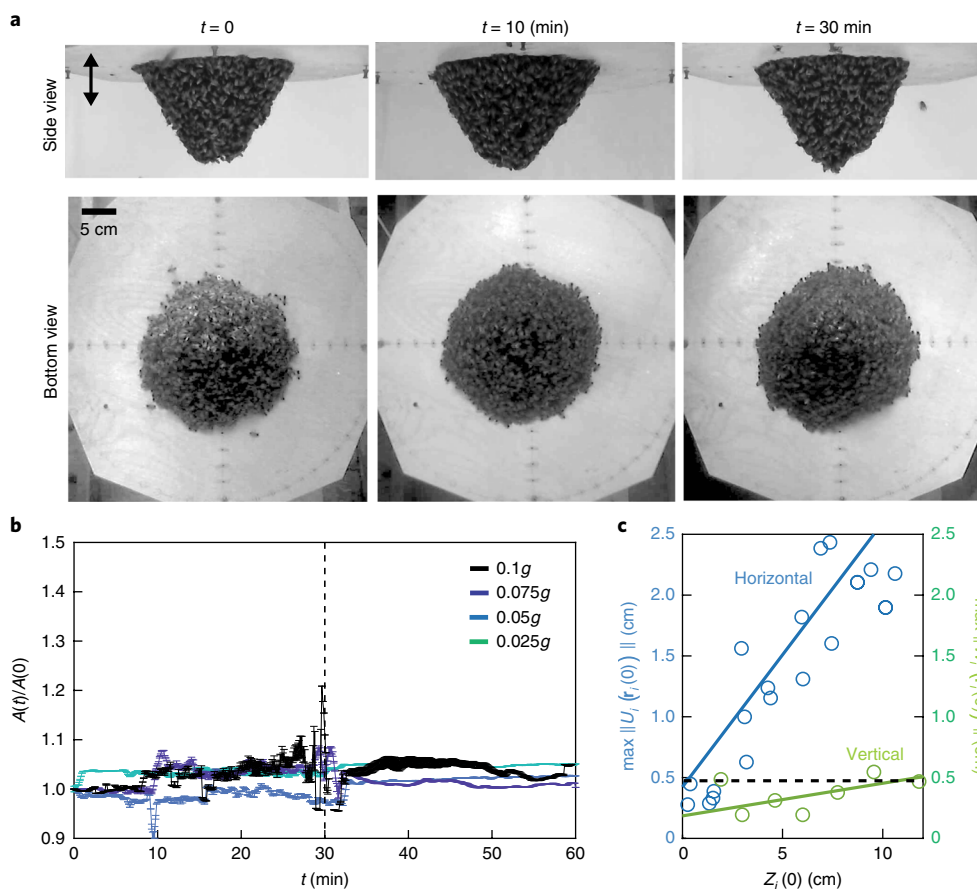 a
t = 0
t = 10 (min)
t = 30 min
Side view
Bottom view
5 cm
b
A(t)/A(0)
1.5
1.4
1.3
1.2
1.1
1.0
0.9
0.1g
0.075g
0.05g
0.025g
0
10
20
30
40
50
60
t (min)
c
max ||U_i (r_i (0))|| (cm)
2.5
2.0
1.5
1.0
0.5
0
Horizontal
Vertical
2.5
2.0
1.5
1.0
0.5
0
0
5
10
Z_i (0) (cm)